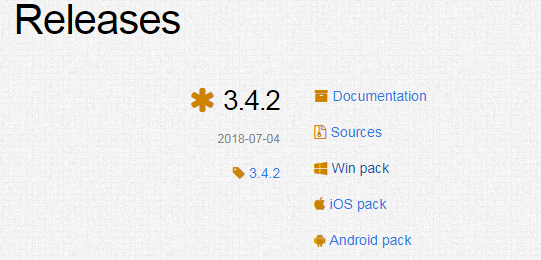 Releases
3.4.2
2018-07-04
3.4.2
Documentation
Sources
Win pack
iOS pack
Android pack